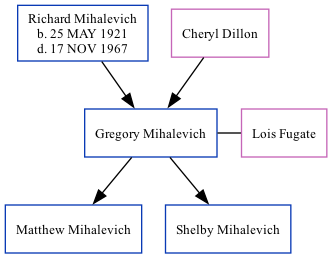 Richard Mihalevich
b. 25 MAY 1921
d. 17 NOV 1967
Cheryl Dillon
Gregory Mihalevich
Lois Fugate
Matthew Mihalevich
Shelby Mihalevich